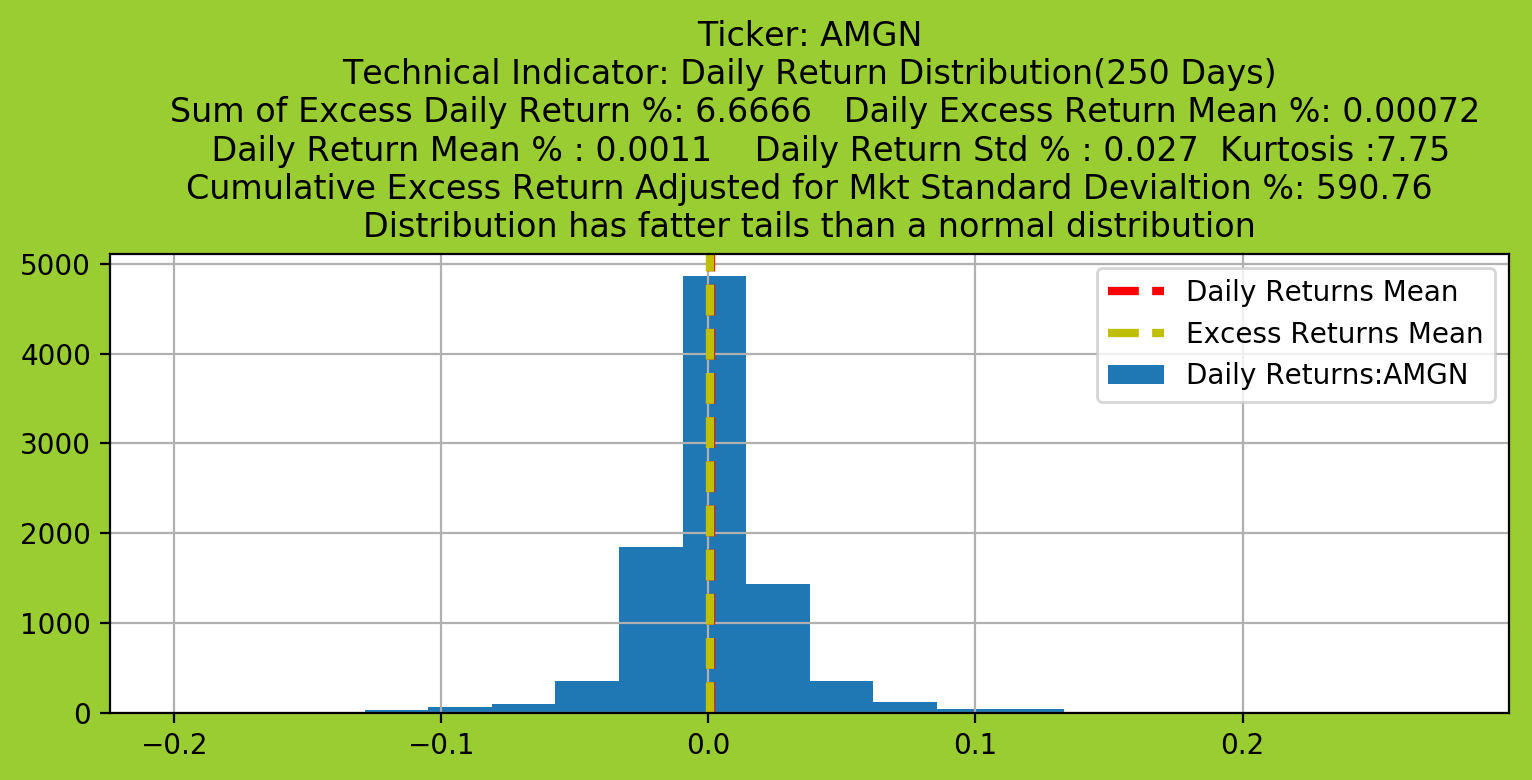 Ticker: AMGN
Technical Indicator: Daily Return Distribution(250 Days)
Sum of Excess Daily Return %: 6.6666   Daily Excess Return Mean %: 0.00072
Daily Return Mean % : 0.0011    Daily Return Std % : 0.027  Kurtosis :7.75
Cumulative Excess Return Adjusted for Mkt Standard Devialtion %: 590.76
Distribution has fatter tails than a normal distribution
5000
4000
3000
2000
1000
0
−0.2
−0.1
0.0
0.1
0.2
Daily Returns Mean
Excess Returns Mean
Daily Returns:AMGN